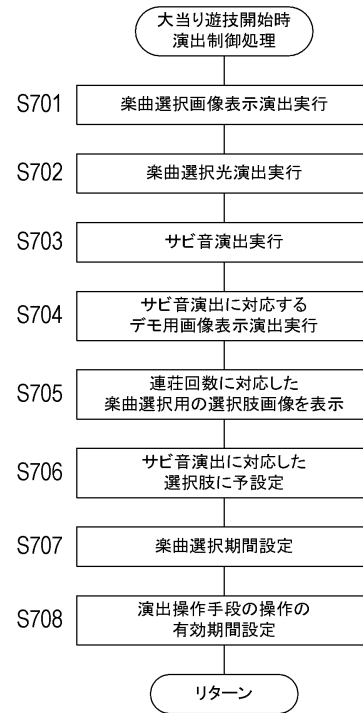 大当り遊技開始時
演出制御処理
S701
楽曲選択画像表示演出実行
S702
楽曲選択光演出実行
S703
サビ音演出実行
S704
サビ音演出に対応する
デモ用画像表示演出実行
S705
連荘回数に対応した
楽曲選択用の選択肢画像を表示
S706
サビ音演出に対応した
選択肢に予設定
S707
楽曲選択期間設定
S708
演出操作手段の操作の
有効期間設定
リターン